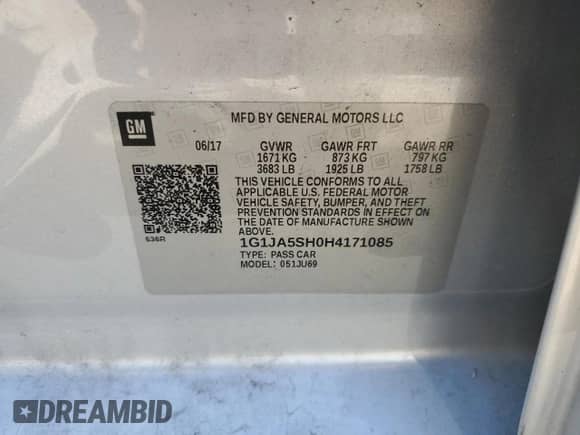 GM
MFD BY GENERAL MOTORS LLC
06/17 GVWR GAWR FRT GAWR RR
1671 KG 873 KG 797 KG
3683 LB 1925 LB 1758 LB
THIS VEHICLE CONFORMS TO ALL
APPLICABLE U.S. FEDERAL MOTOR
VEHICLE SAFETY, BUMPER, AND THEFT
PREVENTION STANDARDS IN EFFECT ON
THE DATE OF MANUFACTURE SHOWN
ABOVE.
1G1JA5SH0H4171085
636R
TYPE: PASS CAR
MODEL: 051JU69
DREAMBID